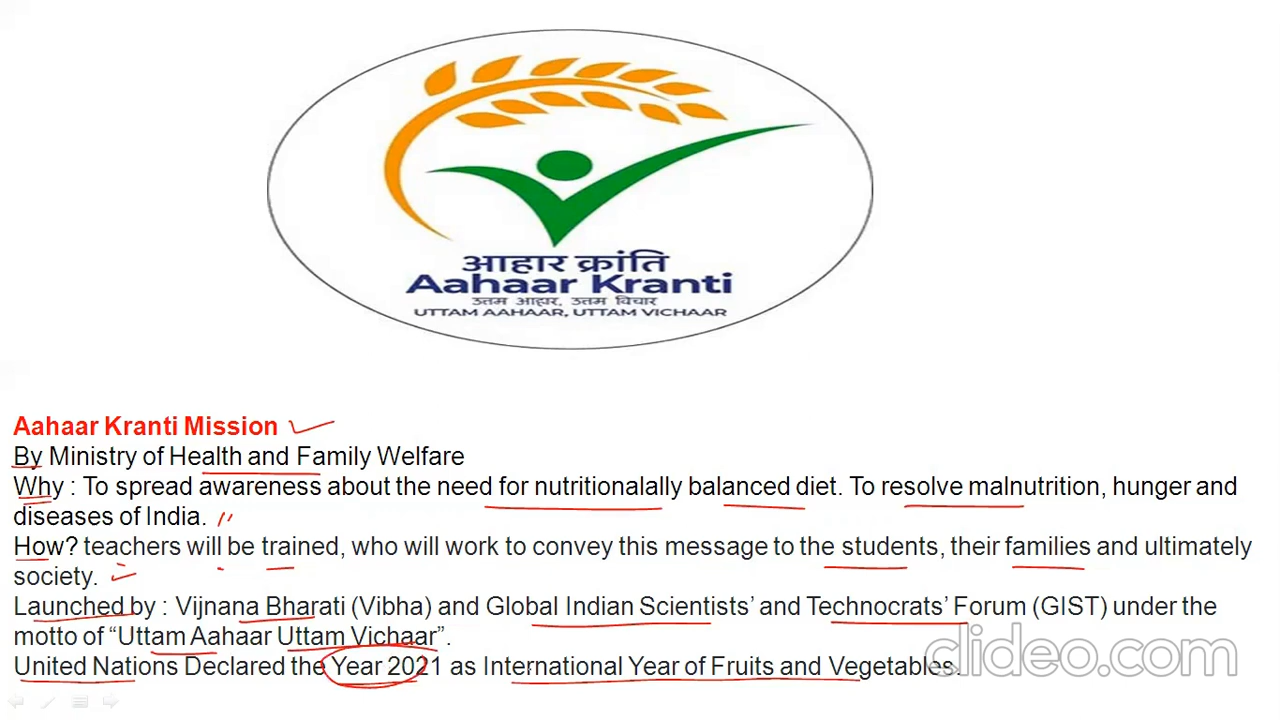 आहार क्रांति
Aahaar Kranti
उत्तम आहार, उत्तम विचार
UTTAM AAHAAR, UTTAM VICHAAR
Aahaar Kranti Mission
By Ministry of Health and Family Welfare
Why : To spread awareness about the need for nutritionalally balanced diet. To resolve malnutrition, hunger and
diseases of India.
How? teachers will be trained, who will work to convey this message to the students, their families and ultimately
society.
Launched by : Vijnana Bharati (Vibha) and Global Indian Scientists’ and Technocrats’ Forum (GIST) under the
motto of “Uttam Aahaar Uttam Vichaar”.
United Nations Declared the Year 2021 as International Year of Fruits and Vegetables.
clideo.com